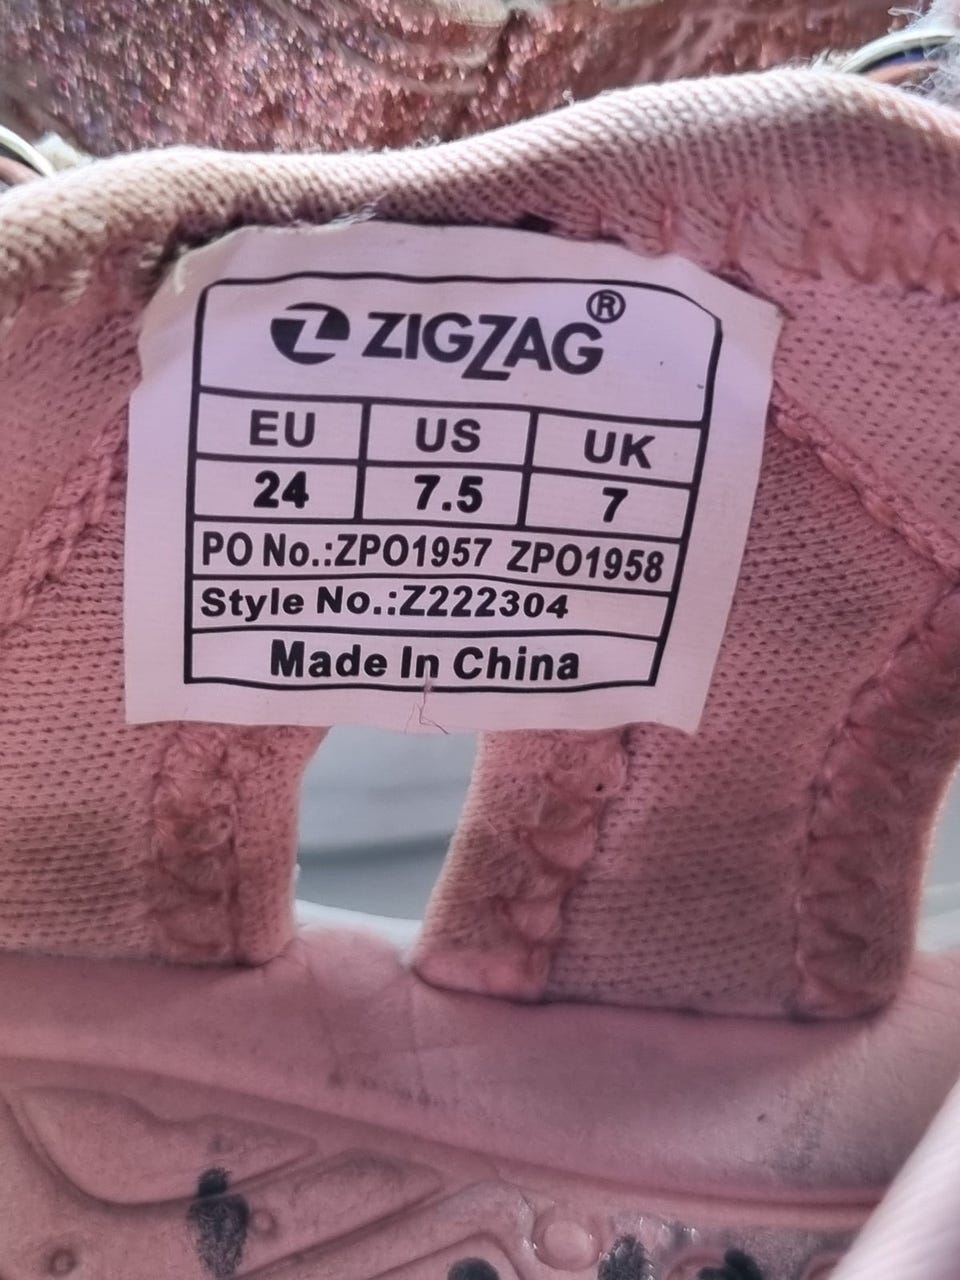 ZIGZAG®
EU US UK
24 7.5 7
PO No.:ZPO1957 ZPO1958
Style No.:Z222304
Made In China